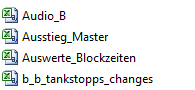 Audio_B
Ausstieg_Master
Auswerte_Blockzeiten
b_b_tankstopps_changes